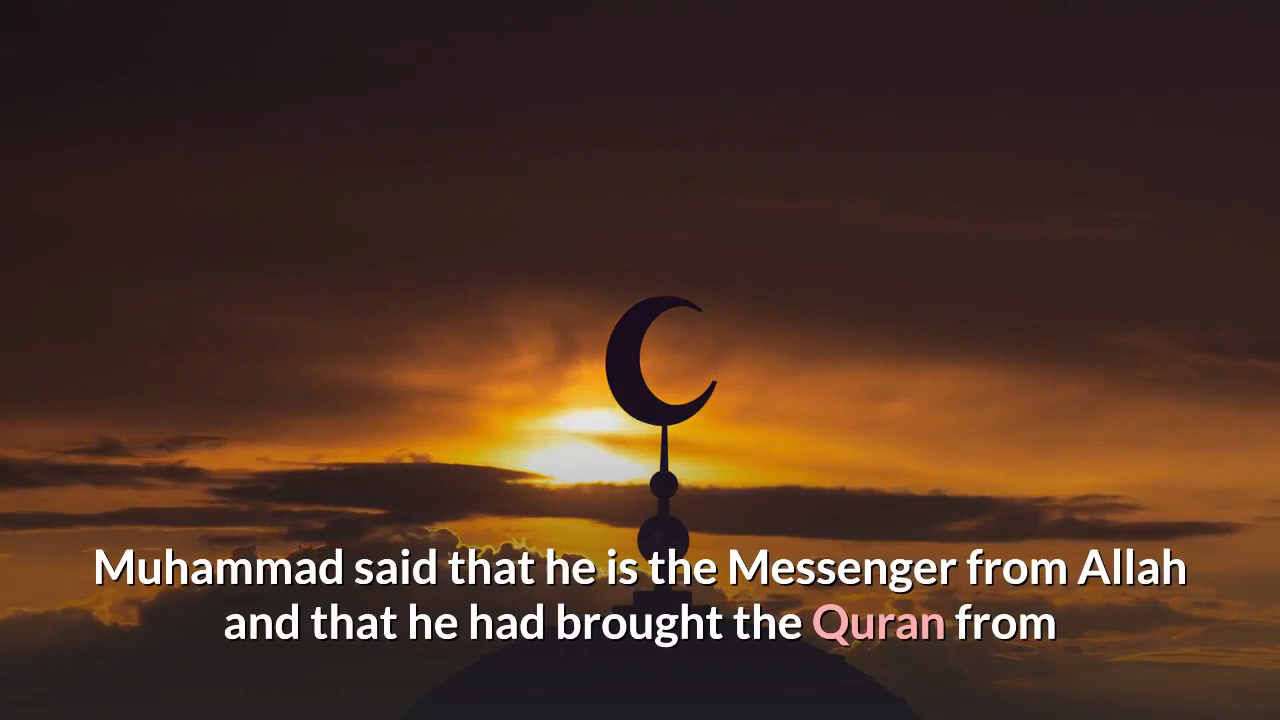 Muhammad said that he is the Messenger from Allah
and that he had brought the Quran from